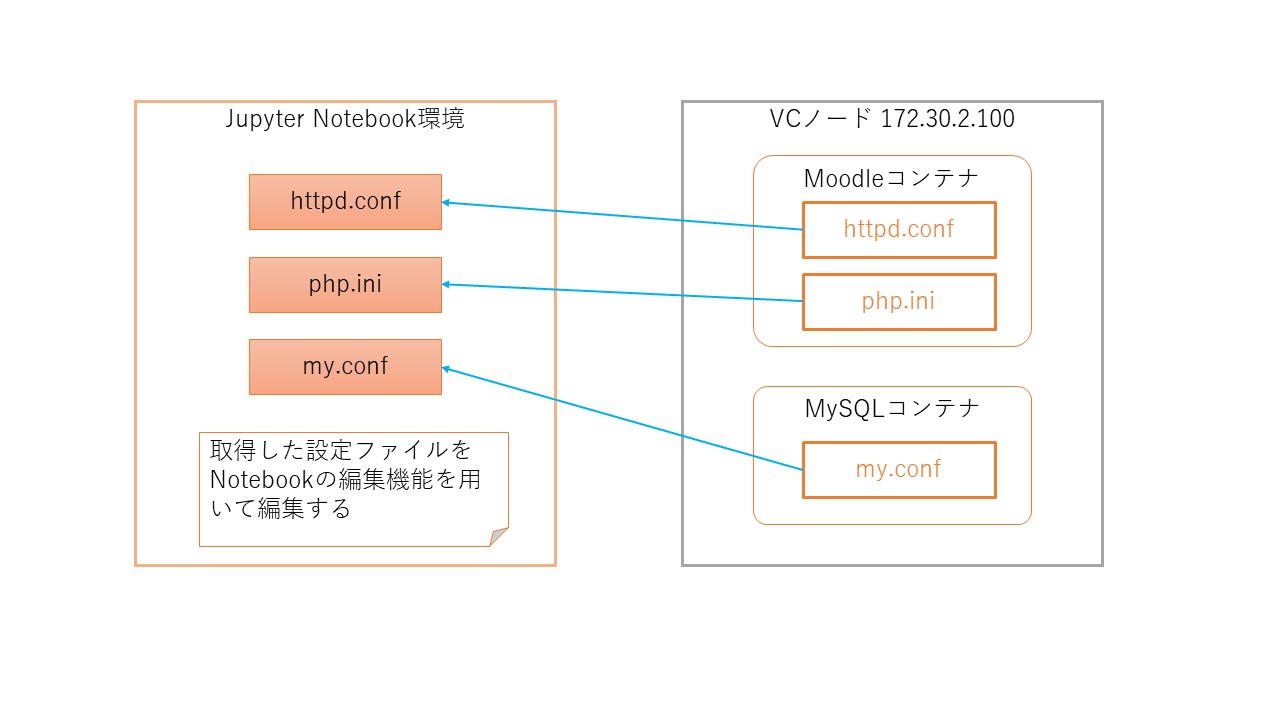 Jupyter Notebook環境
httpd.conf
php.ini
my.conf
取得した設定ファイルを
Notebookの編集機能を用
いて編集する
VCノード 172.30.2.100
Moodleコンテナ
httpd.conf
php.ini
MySQLコンテナ
my.conf